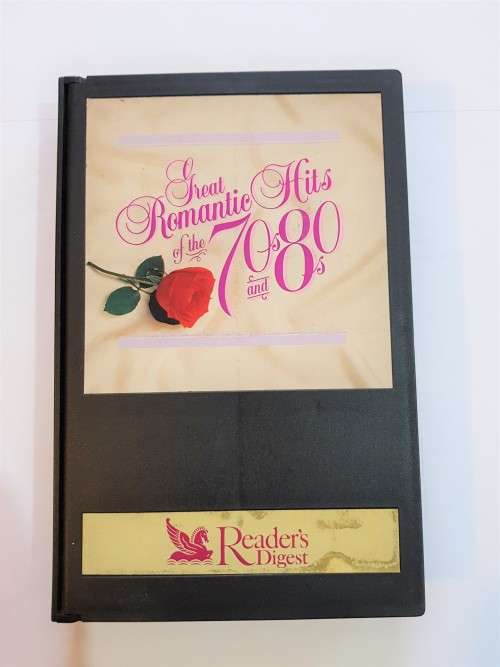 Great
Romantic Hits
of the 70s and 80s
Reader's
Digest